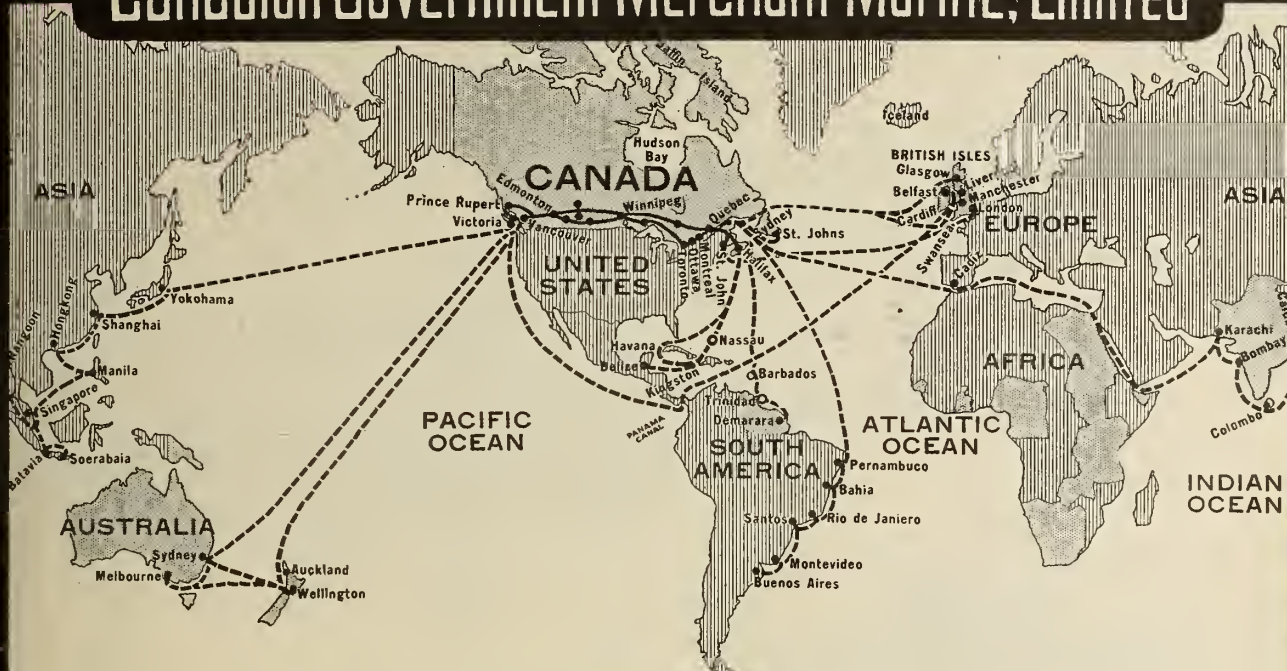 Canadian Government Merchant Marine, Limited
Baffin Island
Iceland
Hudson
Bay
BRITISH ISLES
Glasgow
Belfast
Manchester
Cardiff
London
Swansea
ASIA
CANADA
Edmonton
Winnipeg
Quebec
Sydney
St. Johns
Prince Rupert
Victoria
Vancouver
Toronto
Ottawa
Montreal
St. John
Halifax
EUROPE
ASIA
Cadiz
UNITED
STATES
Yokohama
Shanghai
Hongkong
Rangoon
Manila
Singapore
Batavia
Soerabaia
Havana
Nassau
Belize
Kingston
Barbados
Trinidad
Demarara
PANAMA
CANAL
AFRICA
Karachi
Bombay
Colombo
PACIFIC
OCEAN
ATLANTIC
OCEAN
SOUTH
AMERICA
Pernambuco
Bahia
Santos
Rio de Janiero
Montevideo
Buenos Aires
INDIAN
OCEAN
AUSTRALIA
Sydney
Melbourne
Auckland
Wellington